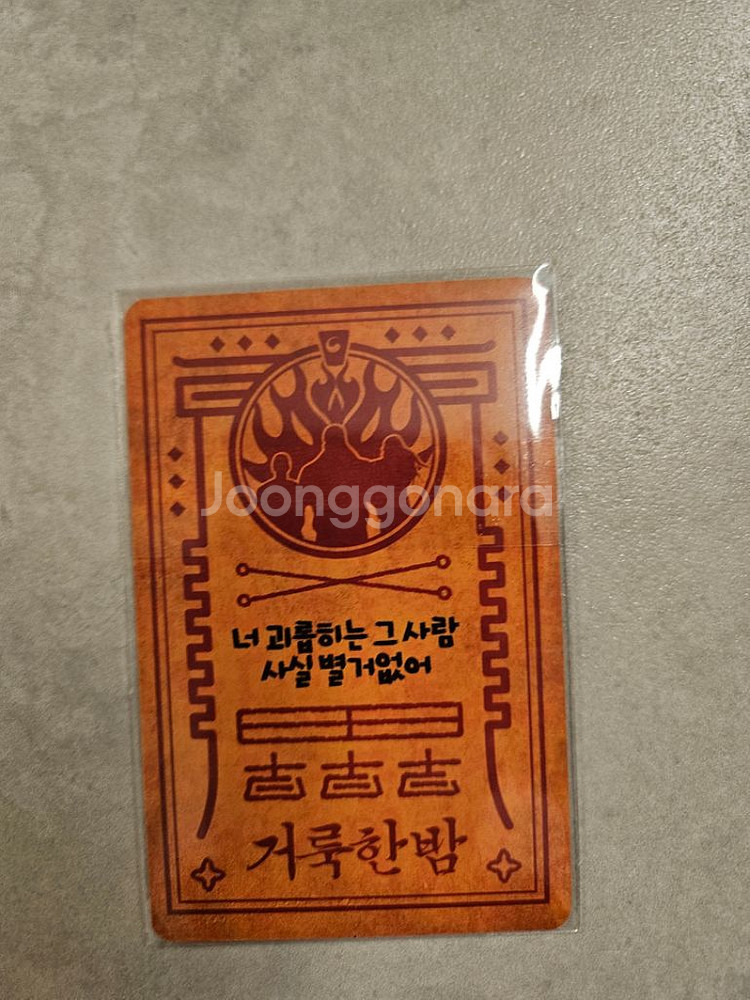 Joonggonara
너 괴롭히는 그 사람
사실 별거없어
吉吉吉
거룩한밤